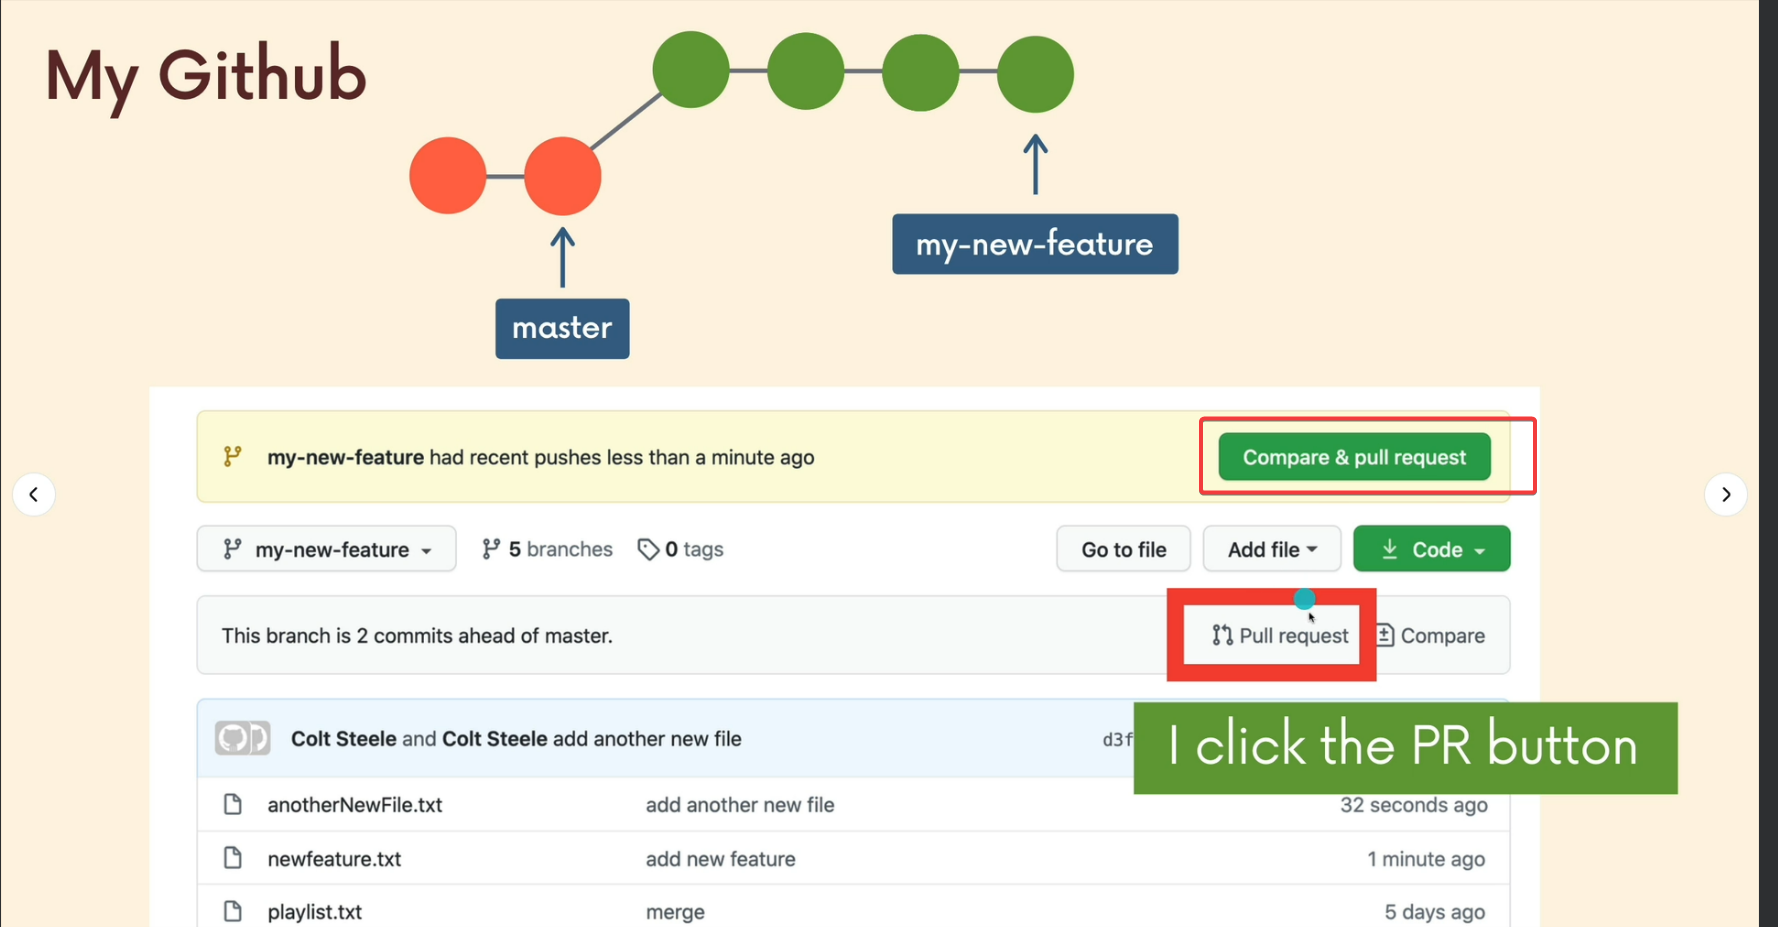 My Github
my-new-feature
master
my-new-feature had recent pushes less than a minute ago
Compare & pull request
my-new-feature
5 branches
0 tags
Go to file
Add file
Code
This branch is 2 commits ahead of master.
Pull request
Compare
Colt Steele and Colt Steele add another new file
d3f
I click the PR button
anotherNewFile.txt
add another new file
32 seconds ago
newfeature.txt
add new feature
1 minute ago
playlist.txt
merge
5 days ago